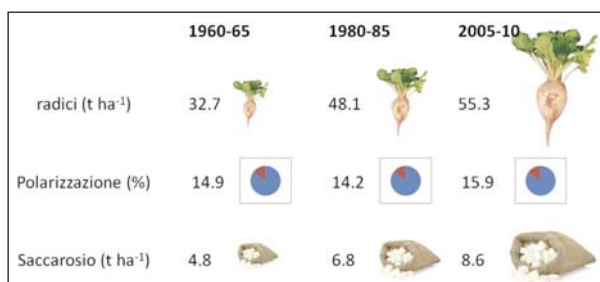 1960-65 1980-85 2005-10
radici (t ha⁻¹) 32.7 48.1 55.3
Polarizzazione (%) 14.9 14.2 15.9
Saccarosio (t ha⁻¹) 4.8 6.8 8.6